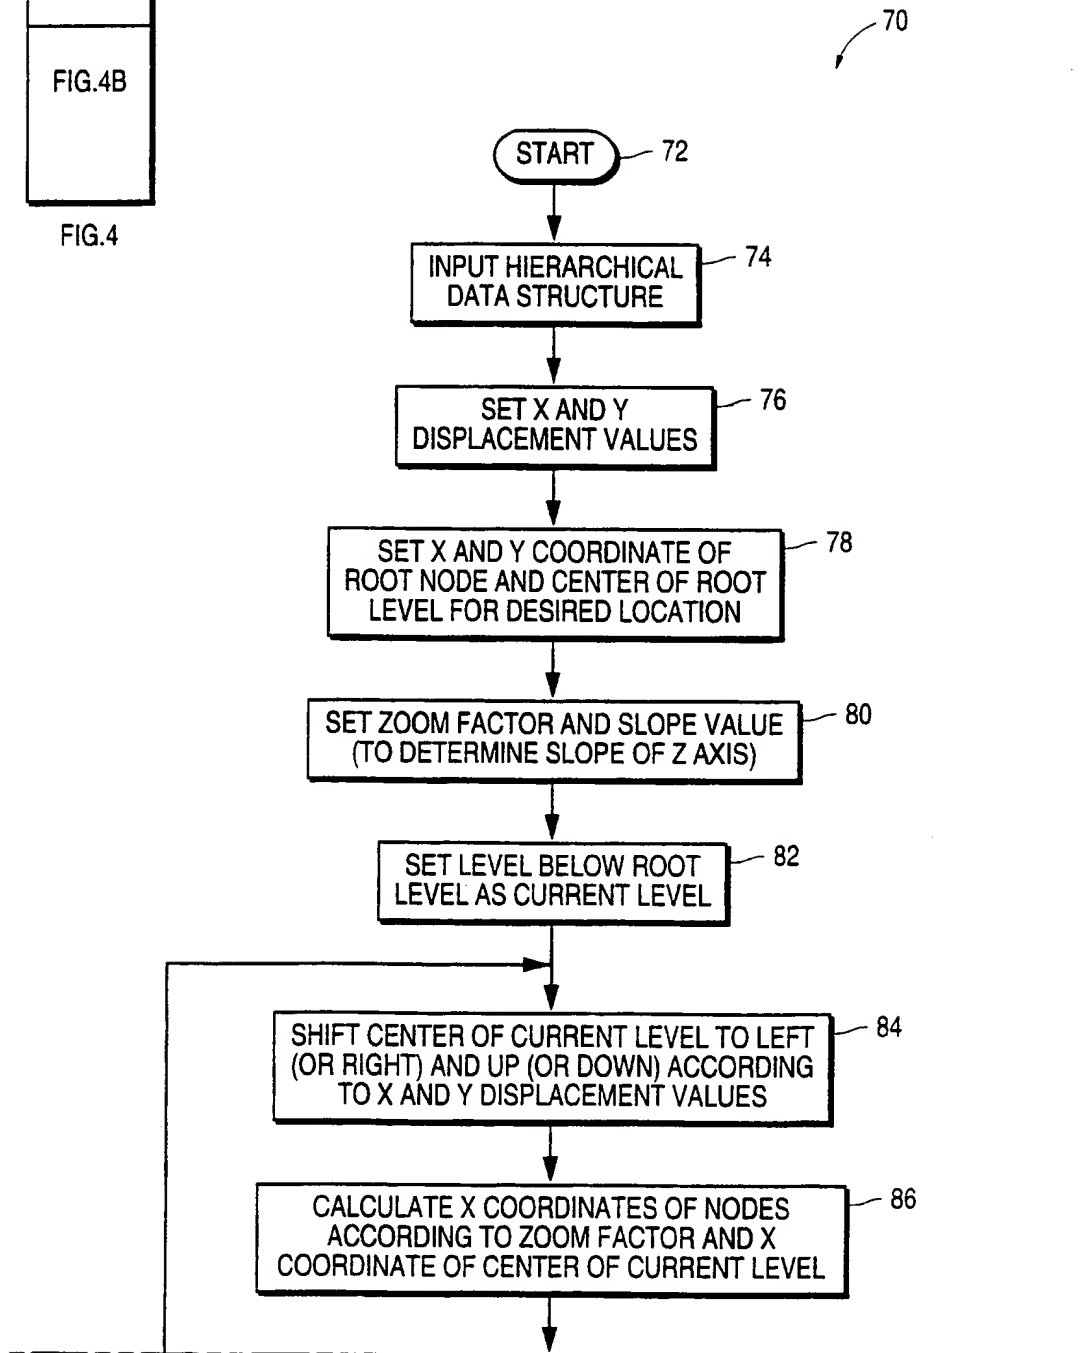 70
FIG.4B
FIG.4
START
72
INPUT HIERARCHICAL
DATA STRUCTURE
74
SET X AND Y
DISPLACEMENT VALUES
76
SET X AND Y COORDINATE OF
ROOT NODE AND CENTER OF ROOT
LEVEL FOR DESIRED LOCATION
78
SET ZOOM FACTOR AND SLOPE VALUE
(TO DETERMINE SLOPE OF Z AXIS)
80
SET LEVEL BELOW ROOT
LEVEL AS CURRENT LEVEL
82
SHIFT CENTER OF CURRENT LEVEL TO LEFT
(OR RIGHT) AND UP (OR DOWN) ACCORDING
TO X AND Y DISPLACEMENT VALUES
84
CALCULATE X COORDINATES OF NODES
ACCORDING TO ZOOM FACTOR AND X
COORDINATE OF CENTER OF CURRENT LEVEL
86